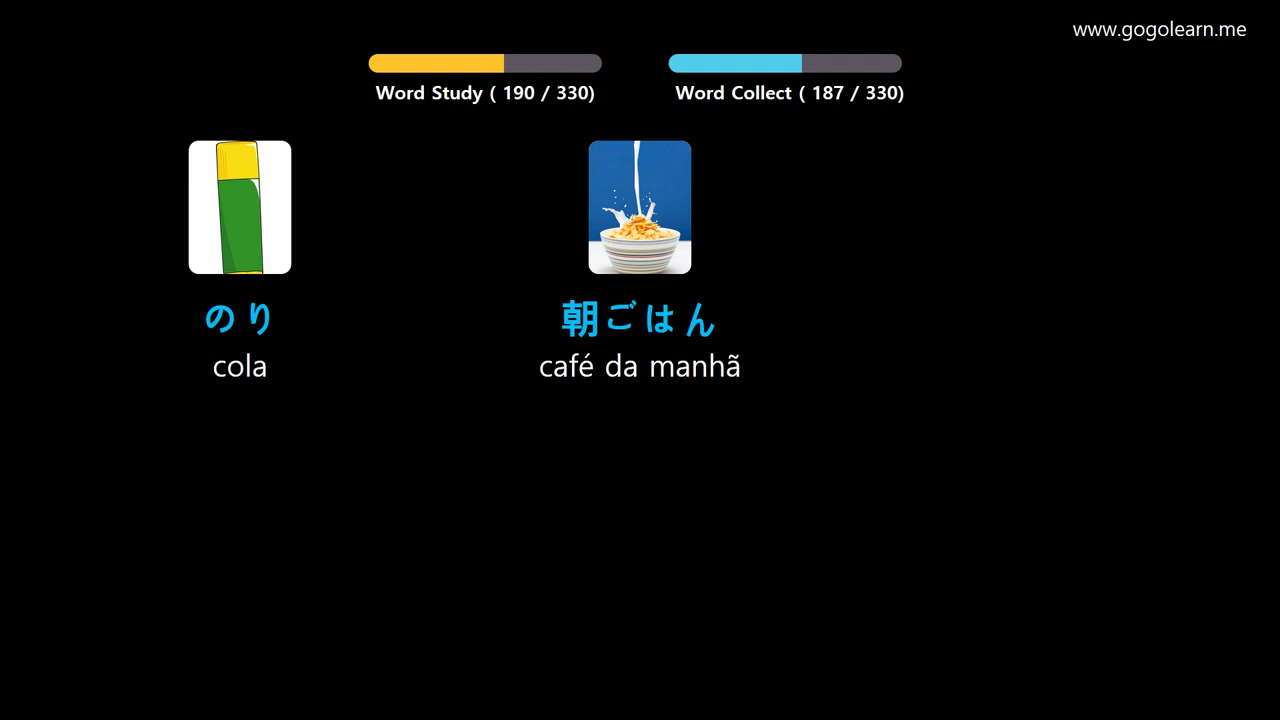 www.gogolearn.me
Word Study ( 190 / 330)
Word Collect ( 187 / 330)
のり
cola
朝ごはん
café da manhã